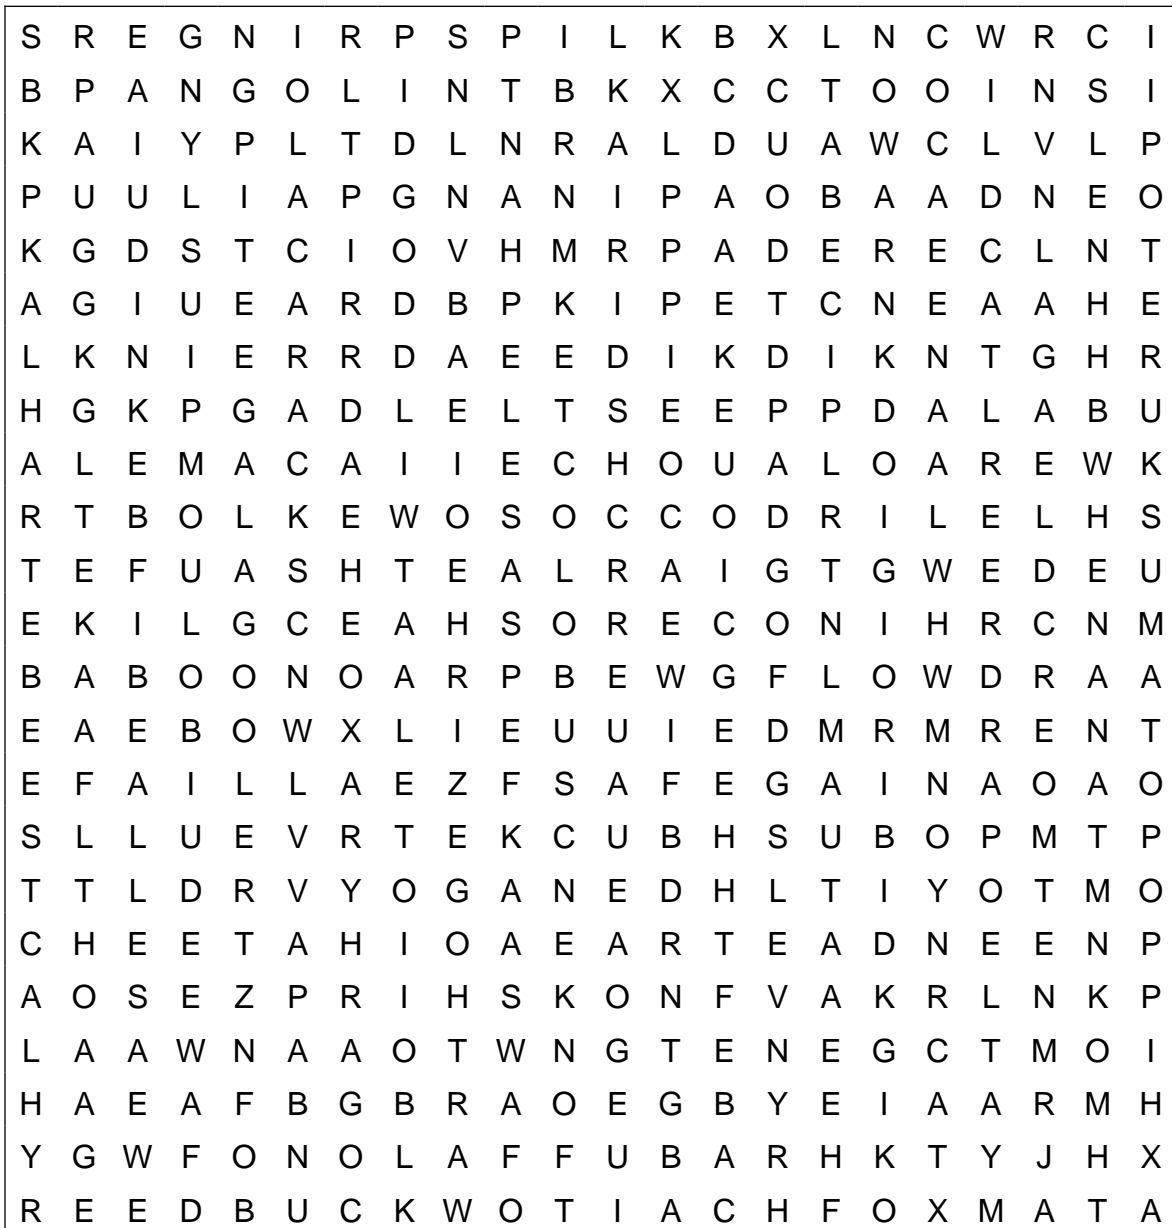 S R E G N I R P S P I L K B X L N C W R C I
B P A N G O L I N T B K X C C T O O I N S I
K A I Y P L T D L N R A L D U A W C L V L P
P U U L I A P G N A N I P A O B A A D N E O
K G D S T C I O V H M R P A D E R E C L N T
A G I U E A R D B P K I P E T C N E A A H E
L K N I E R R D A E E D I K D I K N T G H R
H G K P G A D L E L T S E E P P D A L A B U
A L E M A C A I I E C H O U A L O A R E W K
R T B O L K E W O S O C C O D R I L E L H S
T E F U A S H T E A L R A I G T G W E D E U
E K I L G C E A H S O R E C O N I H R C N M
B A B O O N O A R P B E W G F L O W D R A A
E A E B O W X L I E U U I E D M R M R E N T
E F A I L L A E Z F S A F E G A I N A O A O
S L L U E V R T E K C U B H S U B O P M T P
T T L D R V Y O G A N E D H L T I Y O T M O
C H E E T A H I O A E A R T E A D N E E N P
A O S E Z P R I H S K O N F V A K R L N K P
L A A W N A A O T W N G T E N E G C T M O I
H A E A F B G B R A O E G B Y E I A A R M H
Y G W F O N O L A F F U B A R H K T Y J H X
R E E D B U C K W O T I A C H F O X M A T A